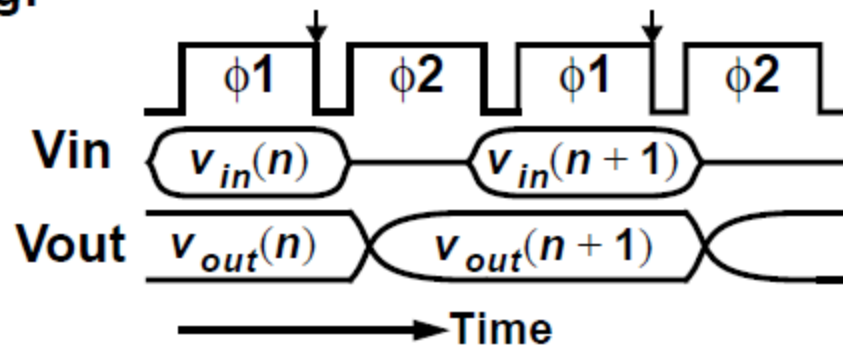 g.
ϕ1 ϕ2 ϕ1 ϕ2
Vin v_in(n) v_in(n + 1)
Vout v_out(n) v_out(n + 1)
Time